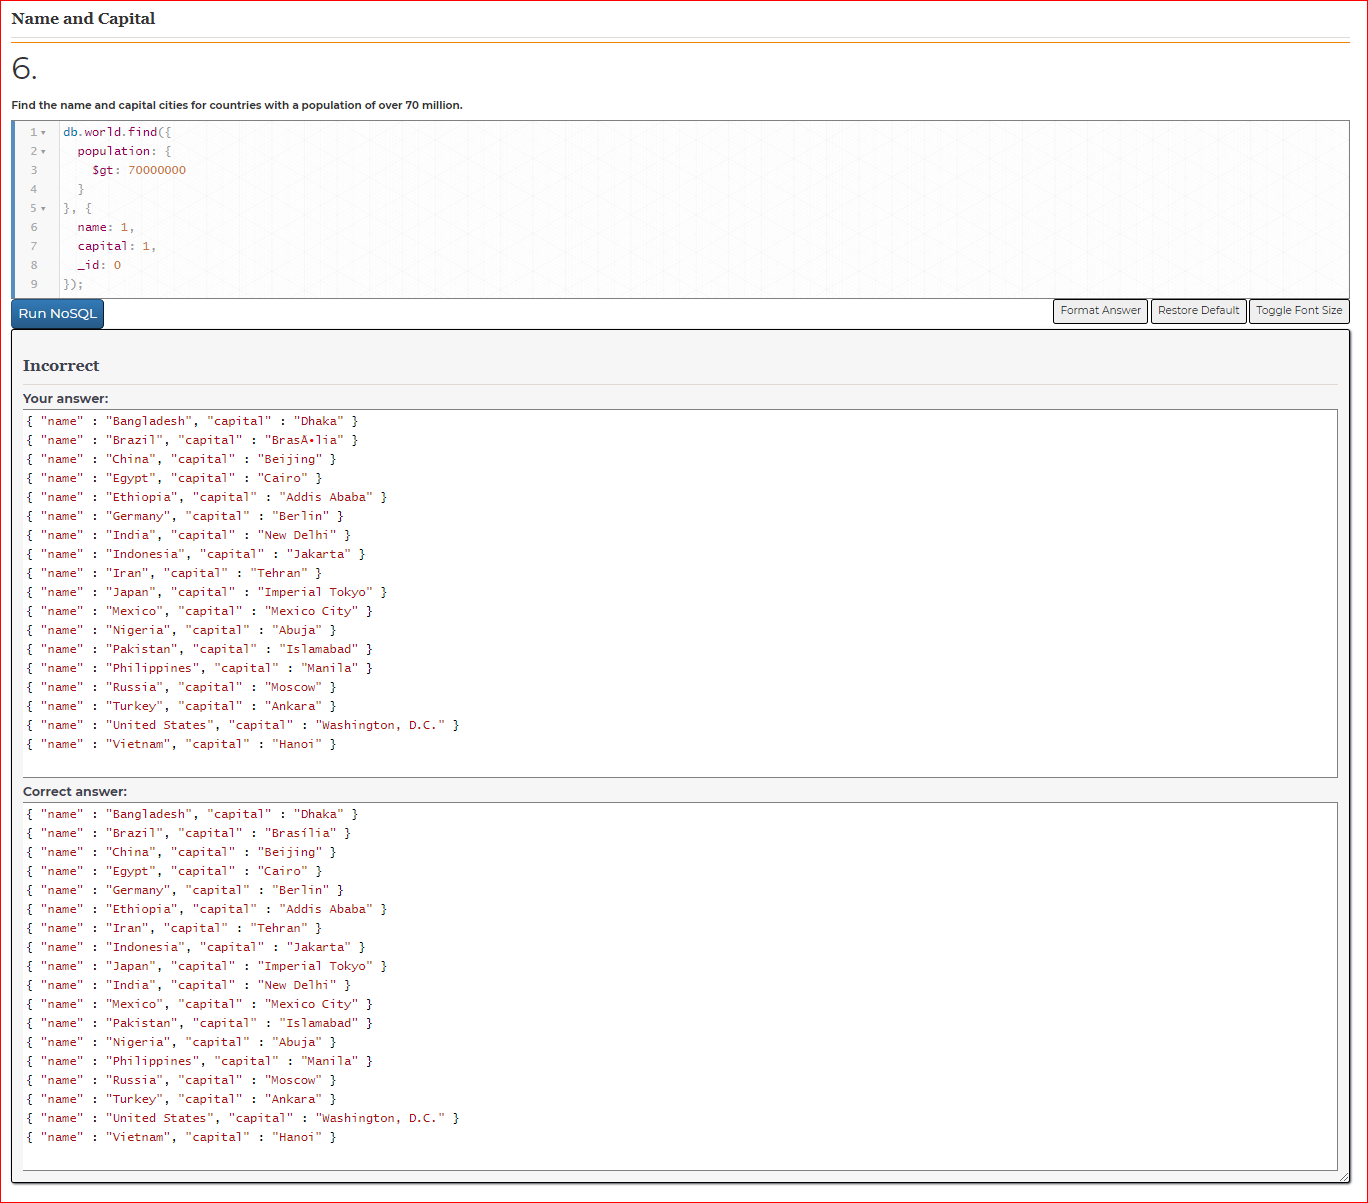 Name and Capital
6.
Find the name and capital cities for countries with a population of over 70 million.
1 db.world.find({
2 population: {
3 $gt: 70000000
4 }
5 }, {
6 name: 1,
7 capital: 1,
8 _id: 0
9 });
Run NoSQL Format Answer Restore Default Toggle Font Size
Incorrect
Your answer:
{ "name" : "Bangladesh", "capital" : "Dhaka" }
{ "name" : "Brazil", "capital" : "BrasÃ•lia" }
{ "name" : "China", "capital" : "Beijing" }
{ "name" : "Egypt", "capital" : "Cairo" }
{ "name" : "Ethiopia", "capital" : "Addis Ababa" }
{ "name" : "Germany", "capital" : "Berlin" }
{ "name" : "India", "capital" : "New Delhi" }
{ "name" : "Indonesia", "capital" : "Jakarta" }
{ "name" : "Iran", "capital" : "Tehran" }
{ "name" : "Japan", "capital" : "Imperial Tokyo" }
{ "name" : "Mexico", "capital" : "Mexico City" }
{ "name" : "Nigeria", "capital" : "Abuja" }
{ "name" : "Pakistan", "capital" : "Islamabad" }
{ "name" : "Philippines", "capital" : "Manila" }
{ "name" : "Russia", "capital" : "Moscow" }
{ "name" : "Turkey", "capital" : "Ankara" }
{ "name" : "United States", "capital" : "Washington, D.C." }
{ "name" : "Vietnam", "capital" : "Hanoi" }
Correct answer:
{ "name" : "Bangladesh", "capital" : "Dhaka" }
{ "name" : "Brazil", "capital" : "Brasília" }
{ "name" : "China", "capital" : "Beijing" }
{ "name" : "Egypt", "capital" : "Cairo" }
{ "name" : "Germany", "capital" : "Berlin" }
{ "name" : "Ethiopia", "capital" : "Addis Ababa" }
{ "name" : "Iran", "capital" : "Tehran" }
{ "name" : "Indonesia", "capital" : "Jakarta" }
{ "name" : "Japan", "capital" : "Imperial Tokyo" }
{ "name" : "India", "capital" : "New Delhi" }
{ "name" : "Mexico", "capital" : "Mexico City" }
{ "name" : "Pakistan", "capital" : "Islamabad" }
{ "name" : "Nigeria", "capital" : "Abuja" }
{ "name" : "Philippines", "capital" : "Manila" }
{ "name" : "Russia", "capital" : "Moscow" }
{ "name" : "Turkey", "capital" : "Ankara" }
{ "name" : "United States", "capital" : "Washington, D.C." }
{ "name" : "Vietnam", "capital" : "Hanoi" }